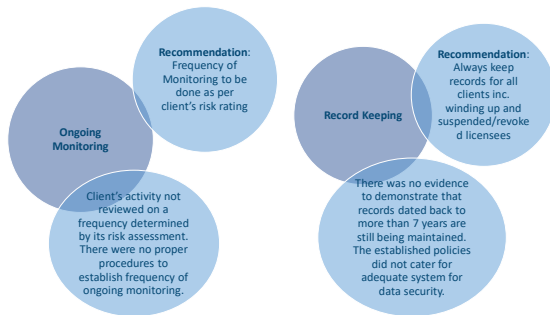 Recommendation:
Frequency of
Monitoring to be
done as per
client's risk rating
Ongoing
Monitoring
Client's activity not
reviewed on a
frequency determined
by its risk assessment.
There were no proper
procedures to
establish frequency of
ongoing monitoring.
Recommendation:
Always keep
records for all
clients inc.
winding up and
suspended/revoke
d licensees
Record Keeping
There was no evidence
to demonstrate that
records dated back to
more than 7 years are
still being maintained.
The established policies
did not cater for
adequate system for
data security.